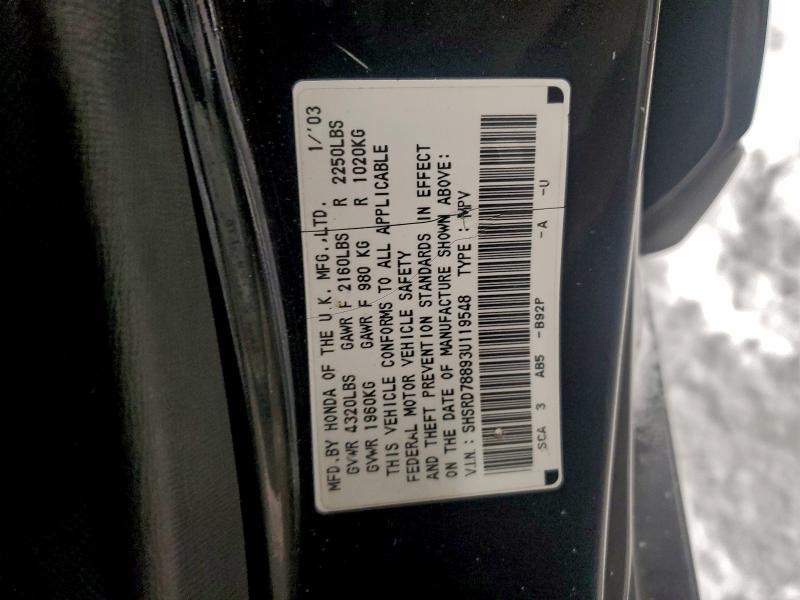 MFD.BY HONDA OF THE U.K. MFG.,LTD. 1/'03
GVWR 4320LBS GAWR F 2160LBS R 2250LBS
GVWR 1960KG GAWR F 980 KG R 1020KG
THIS VEHICLE CONFORMS TO ALL APPLICABLE
FEDERAL MOTOR VEHICLE SAFETY
AND THEFT PREVENTION STANDARDS IN EFFECT
ON THE DATE OF MANUFACTURE SHOWN ABOVE:
V.I.N.: SHSRD78893U119548 TYPE : MPV
SCA 3 AB5 -B92P -A -U